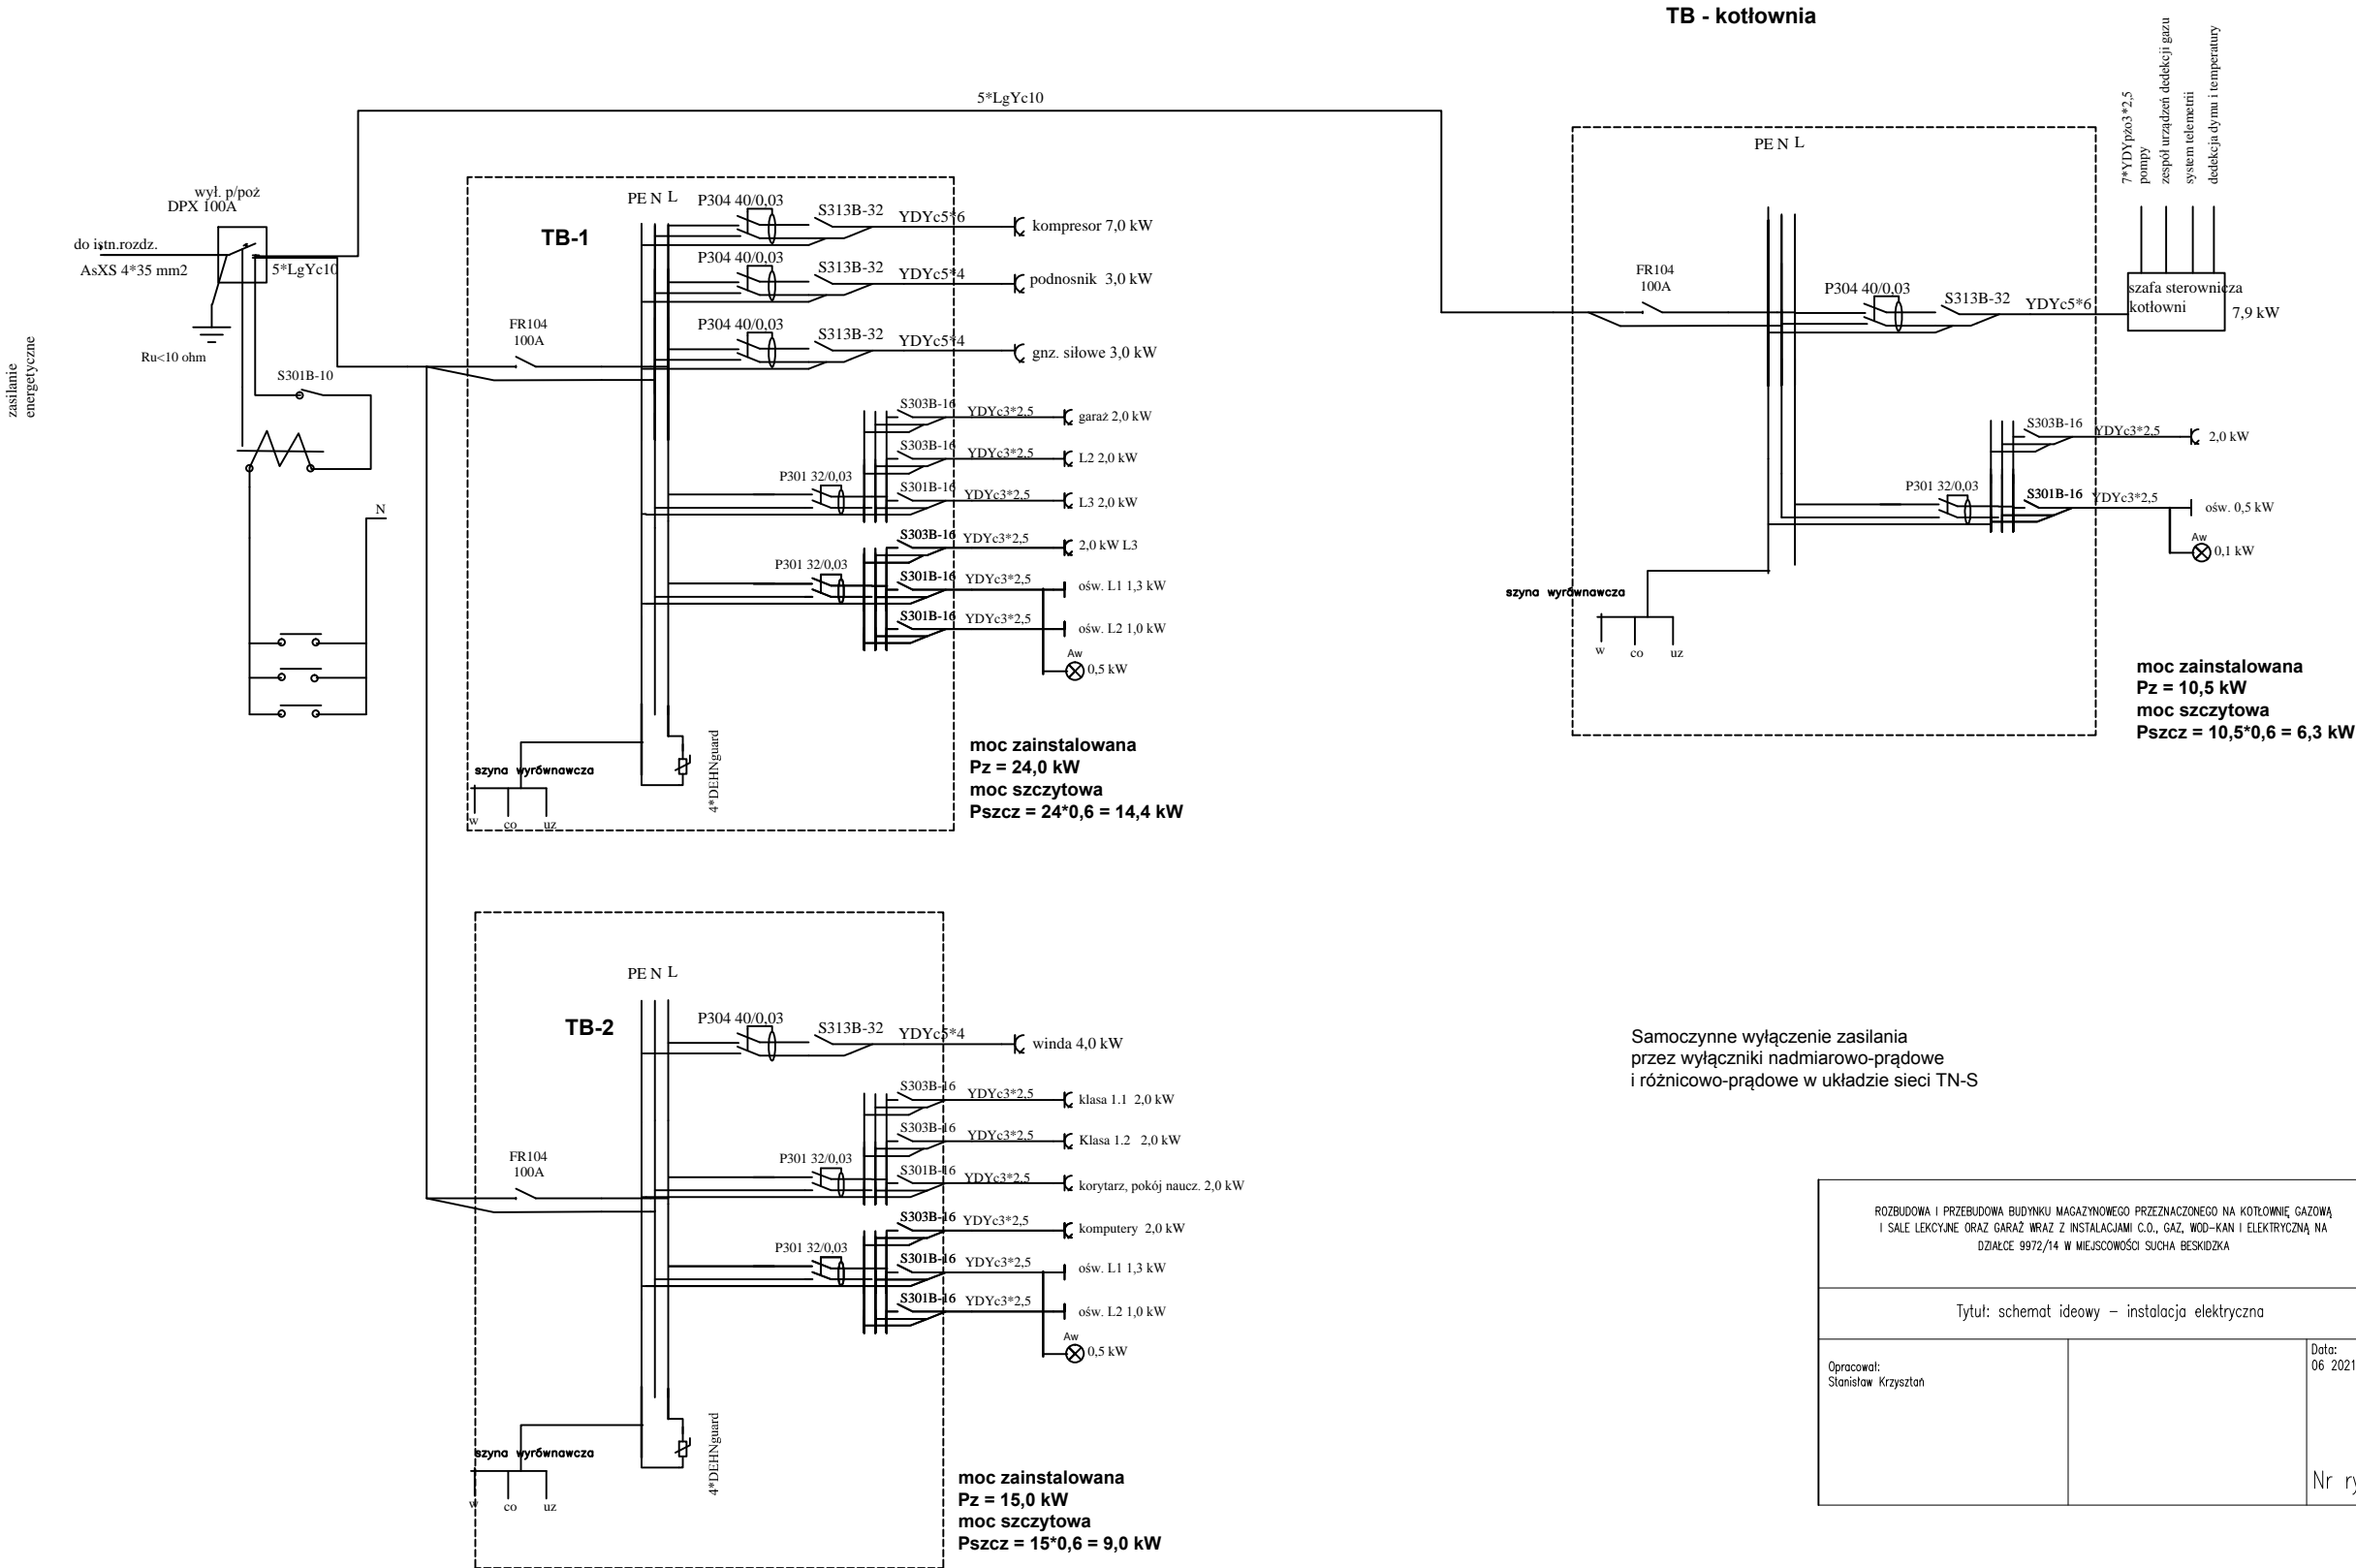 TB - kotłownia
5*LgYc10
wył. p/poż
DPX 100A
do istn.rozdz.
AsXS 4*35 mm2
5*LgYc10
Ru<10 ohm
S301B-10
N
zasilanie
energetyczne
TB-1
PE N L
FR104
100A
P304 40/0,03
S313B-32
YDYc5*6
kompresor 7,0 kW
P304 40/0,03
S313B-32
YDYc5*4
podnosnik 3,0 kW
P304 40/0,03
S313B-32
YDYc5*4
gnz. siłowe 3,0 kW
S303B-16
YDYc3*2,5
garaż 2,0 kW
S303B-16
YDYc3*2,5
L2 2,0 kW
P301 32/0,03
S301B-16
YDYc3*2,5
L3 2,0 kW
S303B-16
YDYc3*2,5
2,0 kW L3
P301 32/0,03
S301B-16
YDYc3*2,5
ośw. L1 1,3 kW
S301B-16
YDYc3*2,5
ośw. L2 1,0 kW
Aw
0,5 kW
4*DEHNguard
szyna wyrównawcza
w co uz
moc zainstalowana
Pz = 24,0 kW
moc szczytowa
Pszcz = 24*0,6 = 14,4 kW
PE N L
FR104
100A
P304 40/0,03
S313B-32
YDYc5*6
szafa sterownicza
kotłowni
7,9 kW
7*YDYpżo3*2,5
pompy
zespół urządzeń dedekcji gazu
system telemetrii
dedekcja dymu i temperatury
S303B-16
YDYc3*2,5
2,0 kW
P301 32/0,03
S301B-16
YDYc3*2,5
ośw. 0,5 kW
Aw
0,1 kW
szyna wyrównawcza
w co uz
moc zainstalowana
Pz = 10,5 kW
moc szczytowa
Pszcz = 10,5*0,6 = 6,3 kW
TB-2
PE N L
FR104
100A
P304 40/0,03
S313B-32
YDYc5*4
winda 4,0 kW
S303B-16
YDYc3*2,5
klasa 1.1 2,0 kW
S303B-16
YDYc3*2,5
Klasa 1.2 2,0 kW
P301 32/0,03
S301B-16
YDYc3*2,5
korytarz, pokój naucz. 2,0 kW
S303B-16
YDYc3*2,5
komputery 2,0 kW
P301 32/0,03
S301B-16
YDYc3*2,5
ośw. L1 1,3 kW
S301B-16
YDYc3*2,5
ośw. L2 1,0 kW
Aw
0,5 kW
4*DEHNguard
szyna wyrównawcza
w co uz
moc zainstalowana
Pz = 15,0 kW
moc szczytowa
Pszcz = 15*0,6 = 9,0 kW
Samoczynne wyłączenie zasilania
przez wyłączniki nadmiarowo-prądowe
i różnicowo-prądowe w układzie sieci TN-S
ROZBUDOWA I PRZEBUDOWA BUDYNKU MAGAZYNOWEGO PRZEZNACZONEGO NA KOTŁOWNIĘ GAZOWĄ
I SALE LEKCYJNE ORAZ GARAŻ WRAZ Z INSTALACJAMI C.O., GAZ, WOD-KAN I ELEKTRYCZNĄ NA
DZIAŁCE 9972/14 W MIEJSCOWOŚCI SUCHA BESKIDZKA
Tytuł: schemat ideowy – instalacja elektryczna
Opracował:
Stanisław Krzysztań
Data:
06 2021
Nr